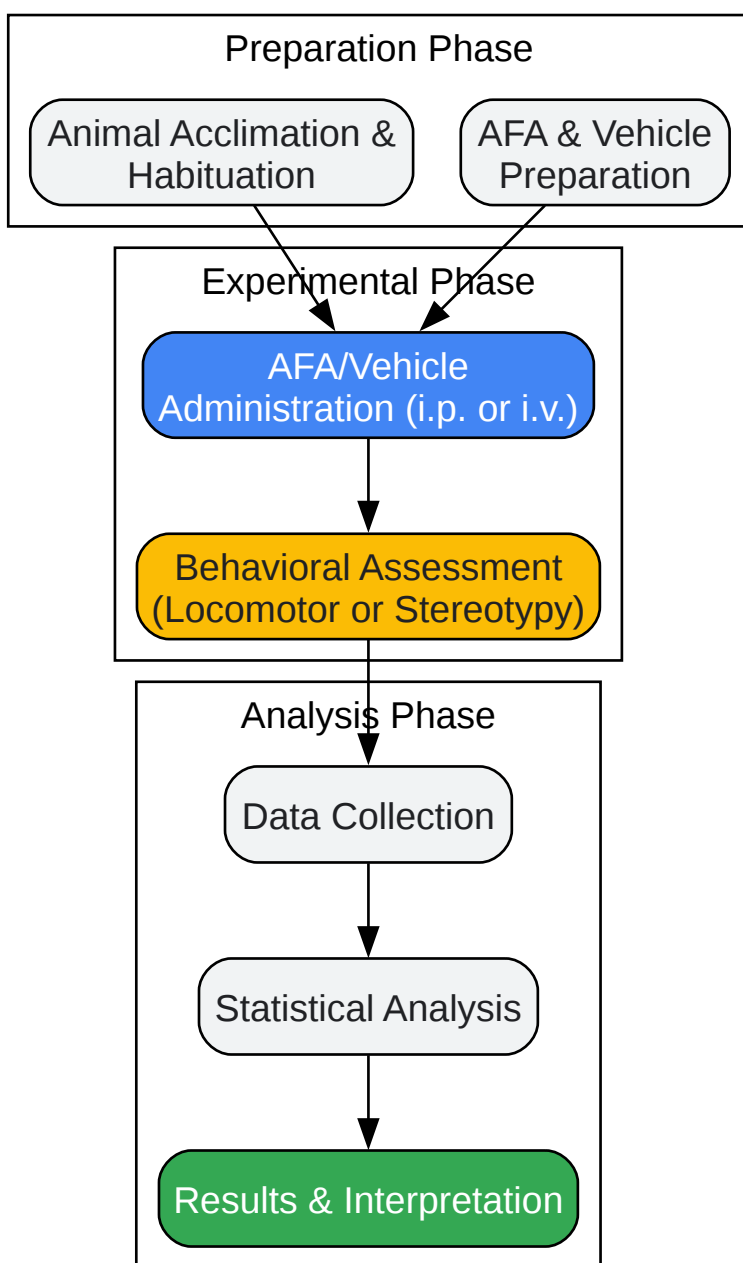 Preparation Phase
Animal Acclimation &
Habituation
AFA & Vehicle
Preparation
Experimental Phase
AFA/Vehicle
Administration (i.p. or i.v.)
Behavioral Assessment
(Locomotor or Stereotypy)
Analysis Phase
Data Collection
Statistical Analysis
Results & Interpretation